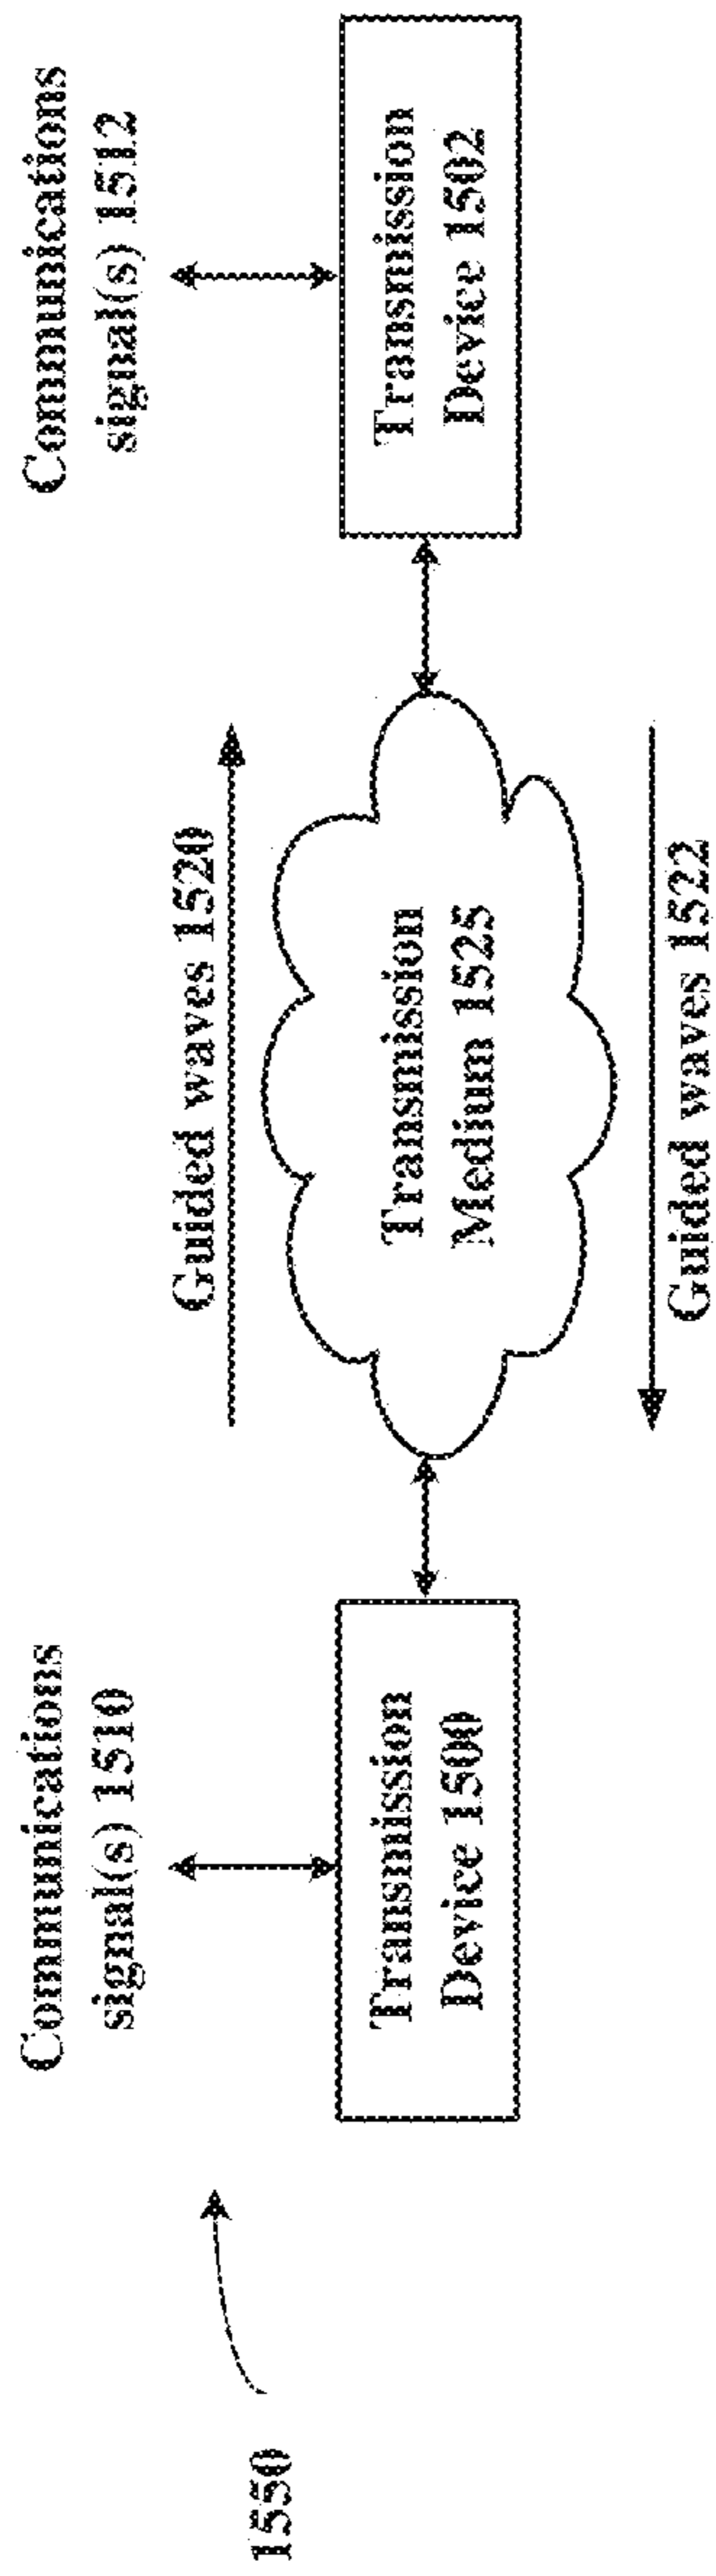 Communications
signal(s) 1510
Communications
signal(s) 1512
Guided waves 1520
Transmission
Device 1500
Transmission
Medium 1525
Transmission
Device 1502
Guided waves 1522
1550